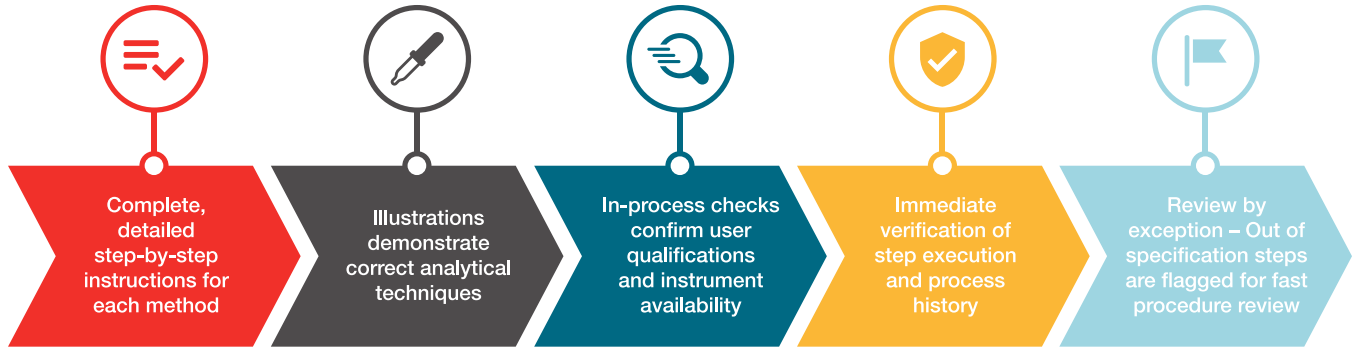 Complete,
detailed
step-by-step
instructions for
each method
Illustrations
demonstrate
correct analytical
techniques
In-process checks
confirm user
qualifications
and instrument
availability
Immediate
verification of
step execution
and process
history
Review by
exception – Out of
specification steps
are flagged for fast
procedure review